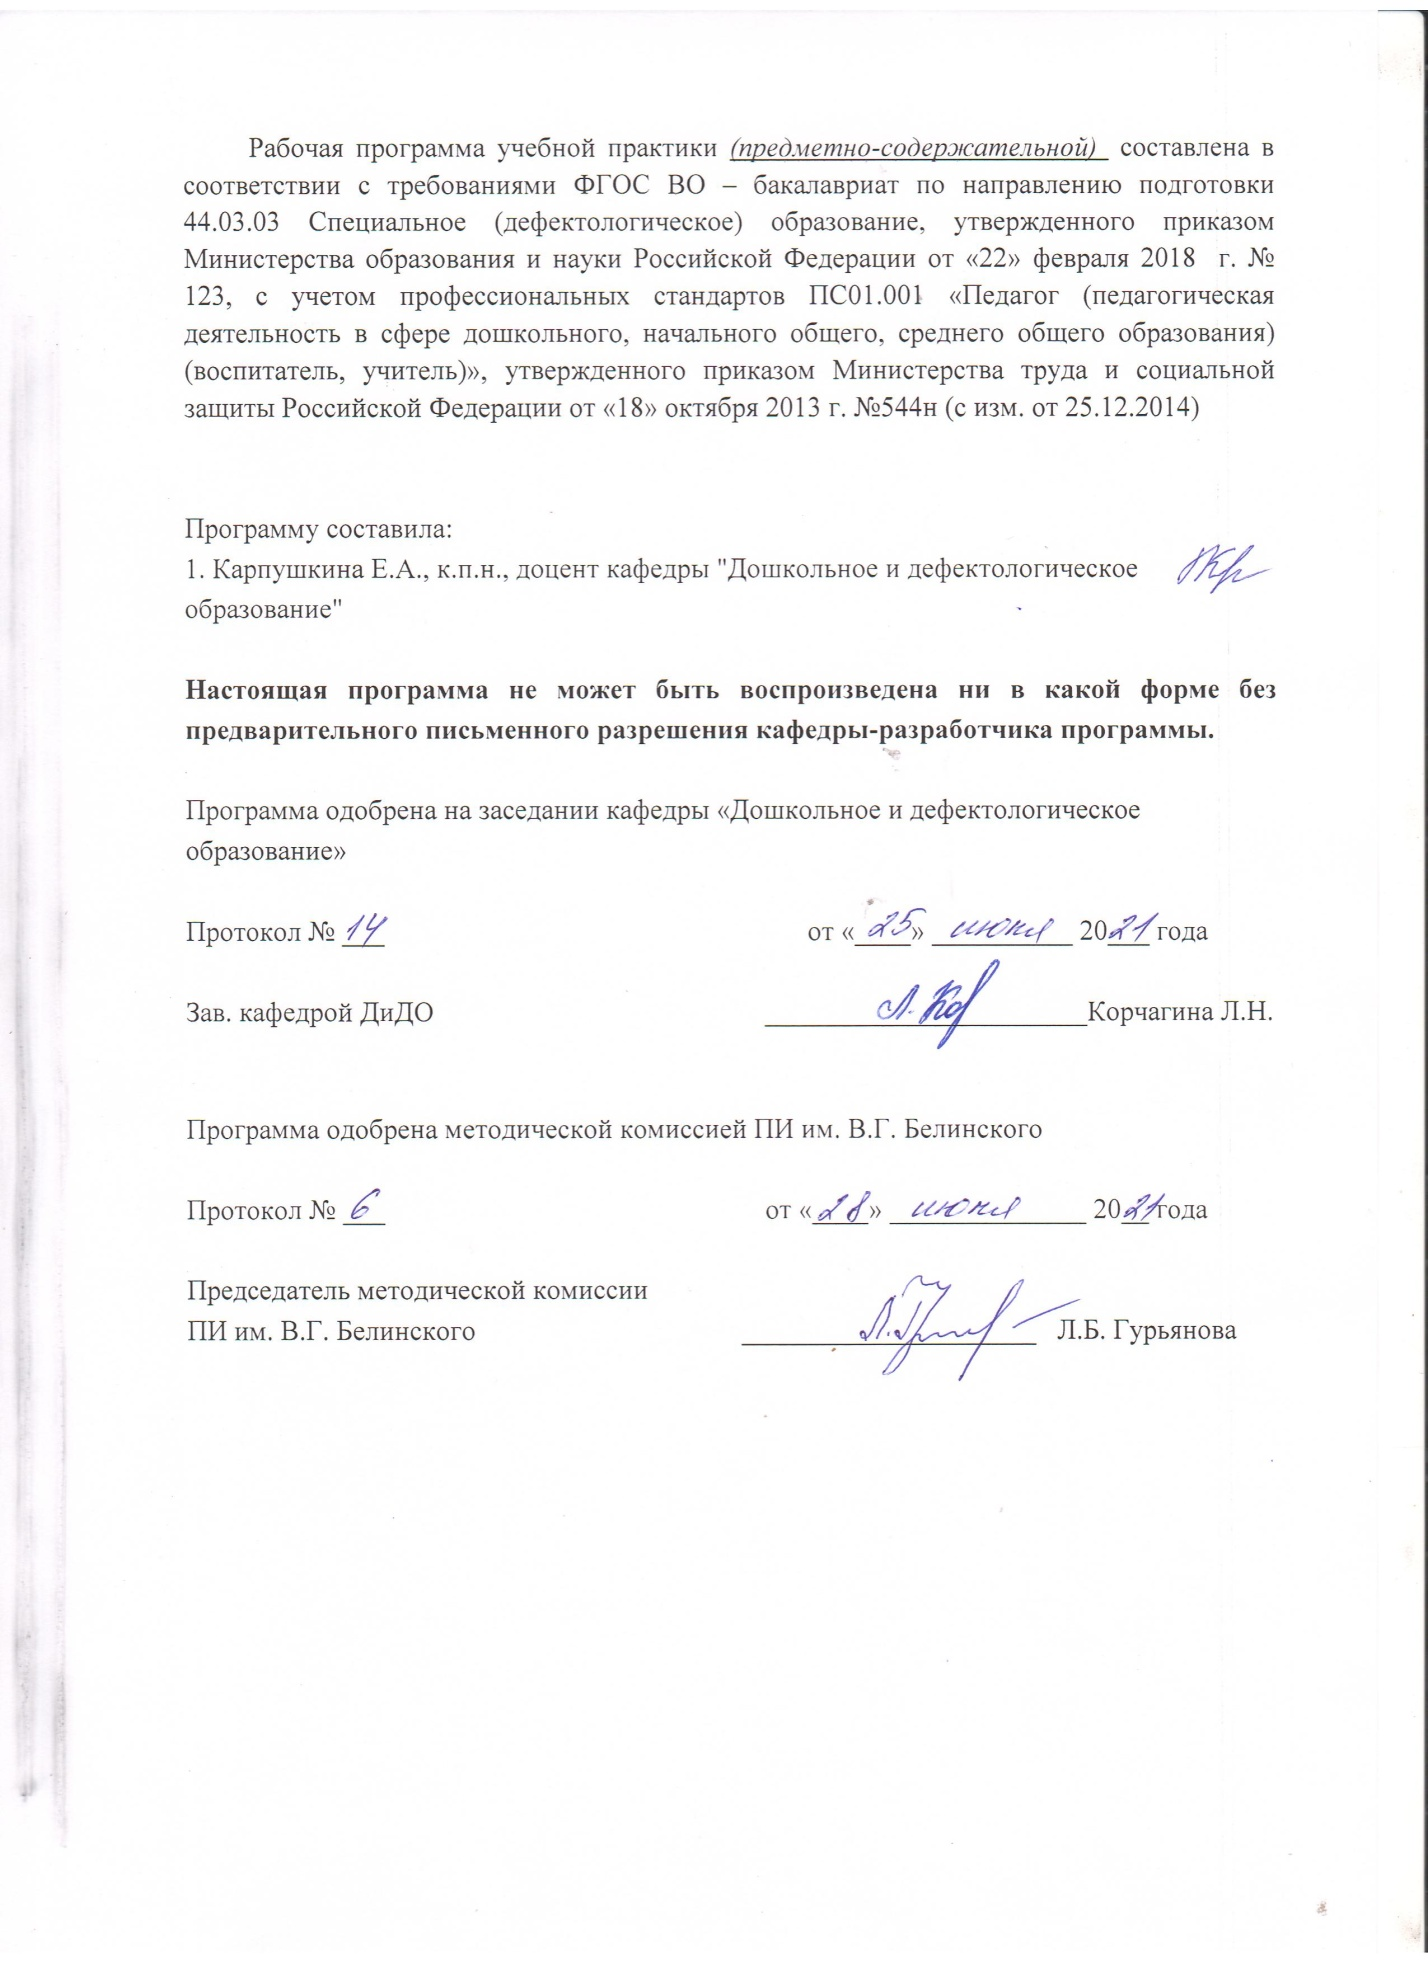 Рабочая программа учебной практики (предметно-содержательной) составлена в
соответствии с требованиями ФГОС ВО – бакалавриат по направлению подготовки
44.03.03 Специальное (дефектологическое) образование, утвержденного приказом
Министерства образования и науки Российской Федерации от «22» февраля 2018 г. №
123, с учетом профессиональных стандартов ПС01.001 «Педагог (педагогическая
деятельность в сфере дошкольного, начального общего, среднего общего образования)
(воспитатель, учитель)», утвержденного приказом Министерства труда и социальной
защиты Российской Федерации от «18» октября 2013 г. №544н (с изм. от 25.12.2014)
Программу составила:
1. Карпушкина Е.А., к.п.н., доцент кафедры "Дошкольное и дефектологическое
образование"
Настоящая программа не может быть воспроизведена ни в какой форме без
предварительного письменного разрешения кафедры-разработчика программы.
Программа одобрена на заседании кафедры «Дошкольное и дефектологическое
образование»
Протокол № 14 от «25» июня 2021 года
Зав. кафедрой ДиДО Корчагина Л.Н.
Программа одобрена методической комиссией ПИ им. В.Г. Белинского
Протокол № 6 от «28» июня 2021 года
Председатель методической комиссии
ПИ им. В.Г. Белинского Л.Б. Гурьянова